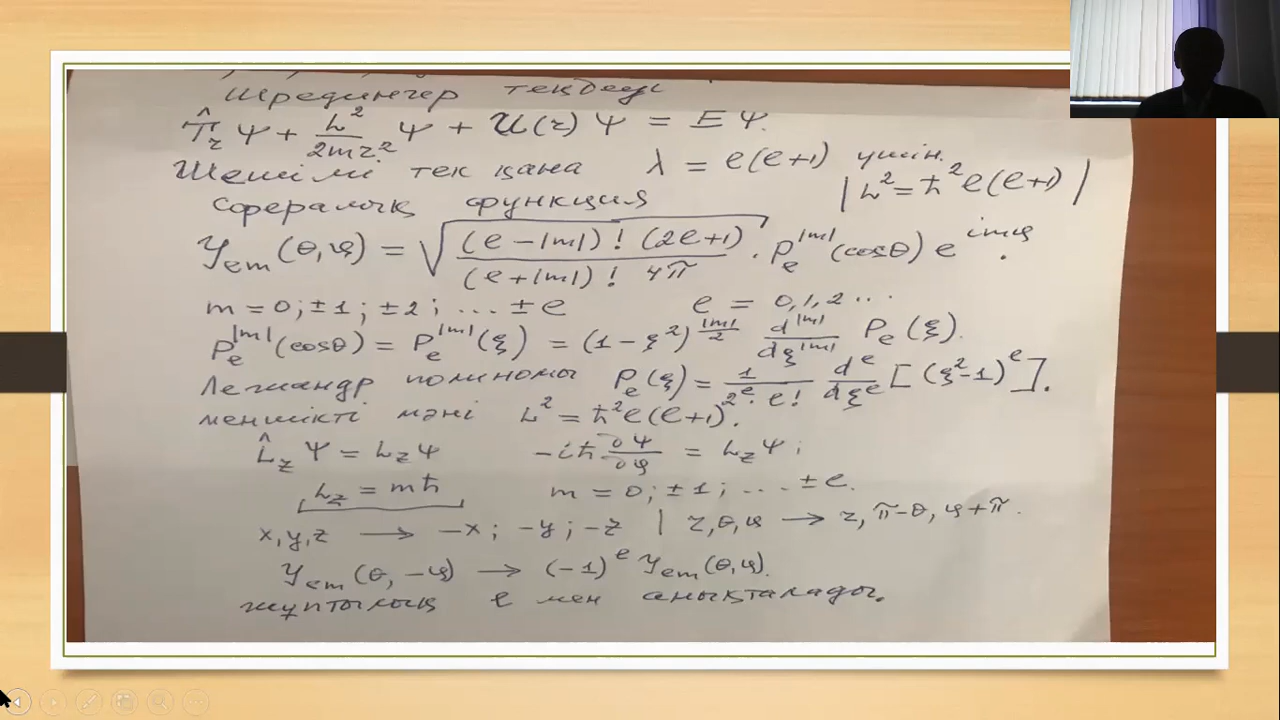 Шредингер теңдеуі
T̂_r Ψ + L²/2mr² Ψ + U(r) Ψ = E Ψ.
Шешімі тек қана λ = ℓ(ℓ+1) үшін.
Сфералық функция | L² = ħ² ℓ(ℓ+1) |
Y_ℓm (θ,φ) = √((ℓ-|m|)! (2ℓ+1) / (ℓ+|m|)! 4π) · P_ℓ^|m| (cosθ) e^imφ.
m = 0; ±1; ±2; ... ±ℓ ℓ = 0,1,2...
P_ℓ^|m| (cosθ) = P_ℓ^|m| (ξ) = (1-ξ²)^|m|/2 d^|m|/dξ^|m| P_ℓ(ξ).
Лежандр полиномы P_ℓ(ξ) = 1/2^ℓ·ℓ! d^ℓ/dξ^ℓ [(ξ²-1)^ℓ].
меншікті мәні L² = ħ²ℓ(ℓ+1).
L̂_z Ψ = L_z Ψ -iħ ∂Ψ/∂φ = L_z Ψ;
L_z = mħ m = 0; ±1; ... ±ℓ.
x,y,z → -x; -y; -z | r,θ,φ → r, π-θ, φ+π.
Y_ℓm (θ, -φ) → (-1)^ℓ Y_ℓm (θ,φ).
жұптылық ℓ мен анықталады.